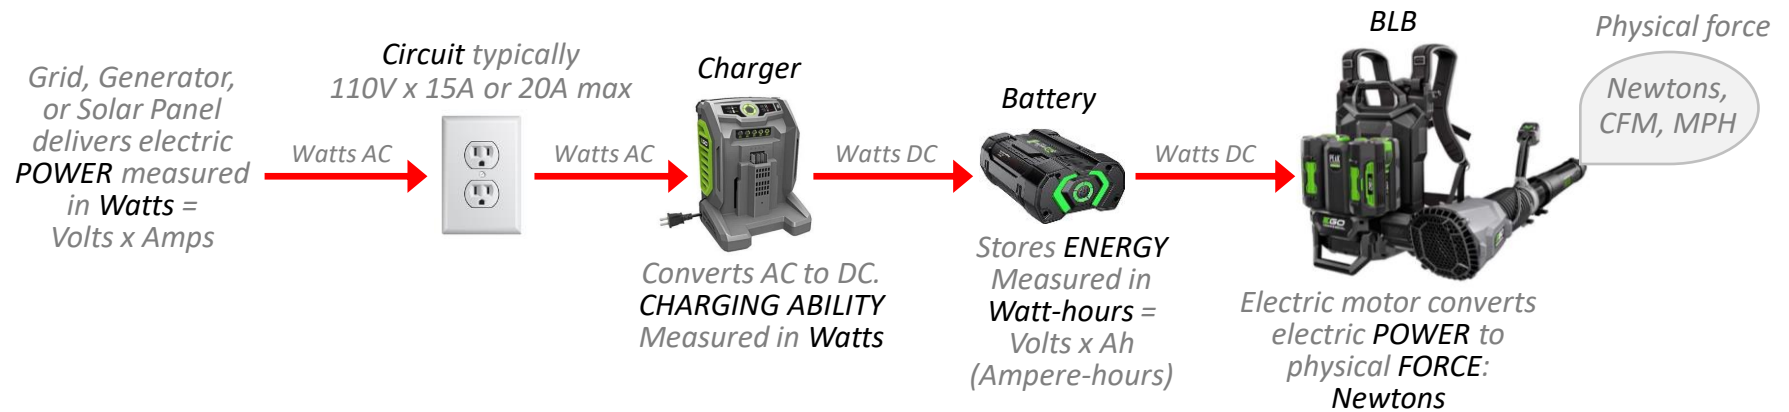 Grid, Generator,
or Solar Panel
delivers electric
POWER measured
in Watts =
Volts x Amps
Watts AC
Circuit typically
110V x 15A or 20A max
Watts AC
Charger
Converts AC to DC.
CHARGING ABILITY
Measured in Watts
Watts DC
Battery
Stores ENERGY
Measured in
Watt-hours =
Volts x Ah
(Ampere-hours)
Watts DC
BLB
EGO
Electric motor converts
electric POWER to
physical FORCE:
Newtons
Physical force
Newtons,
CFM, MPH